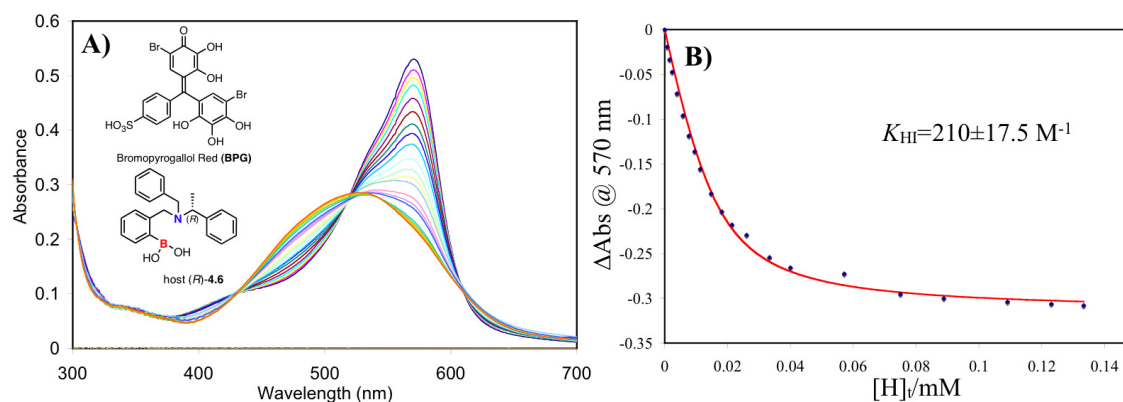 A)
0.6
0.5
0.4
0.3
0.2
0.1
0
Absorbance
300
400
500
600
700
Wavelength (nm)
O
Br
OH
OH
Br
HO₃S
OH
OH
OH
Bromopyrogallol Red (BPG)
N
(R)
B
HO
OH
host (R)-4.6
B)
0
-0.05
-0.1
-0.15
-0.2
-0.25
-0.3
-0.35
ΔAbs @ 570 nm
K_HI=210±17.5 M⁻¹
0
0.02
0.04
0.06
0.08
0.1
0.12
0.14
[H]ₜ/mM